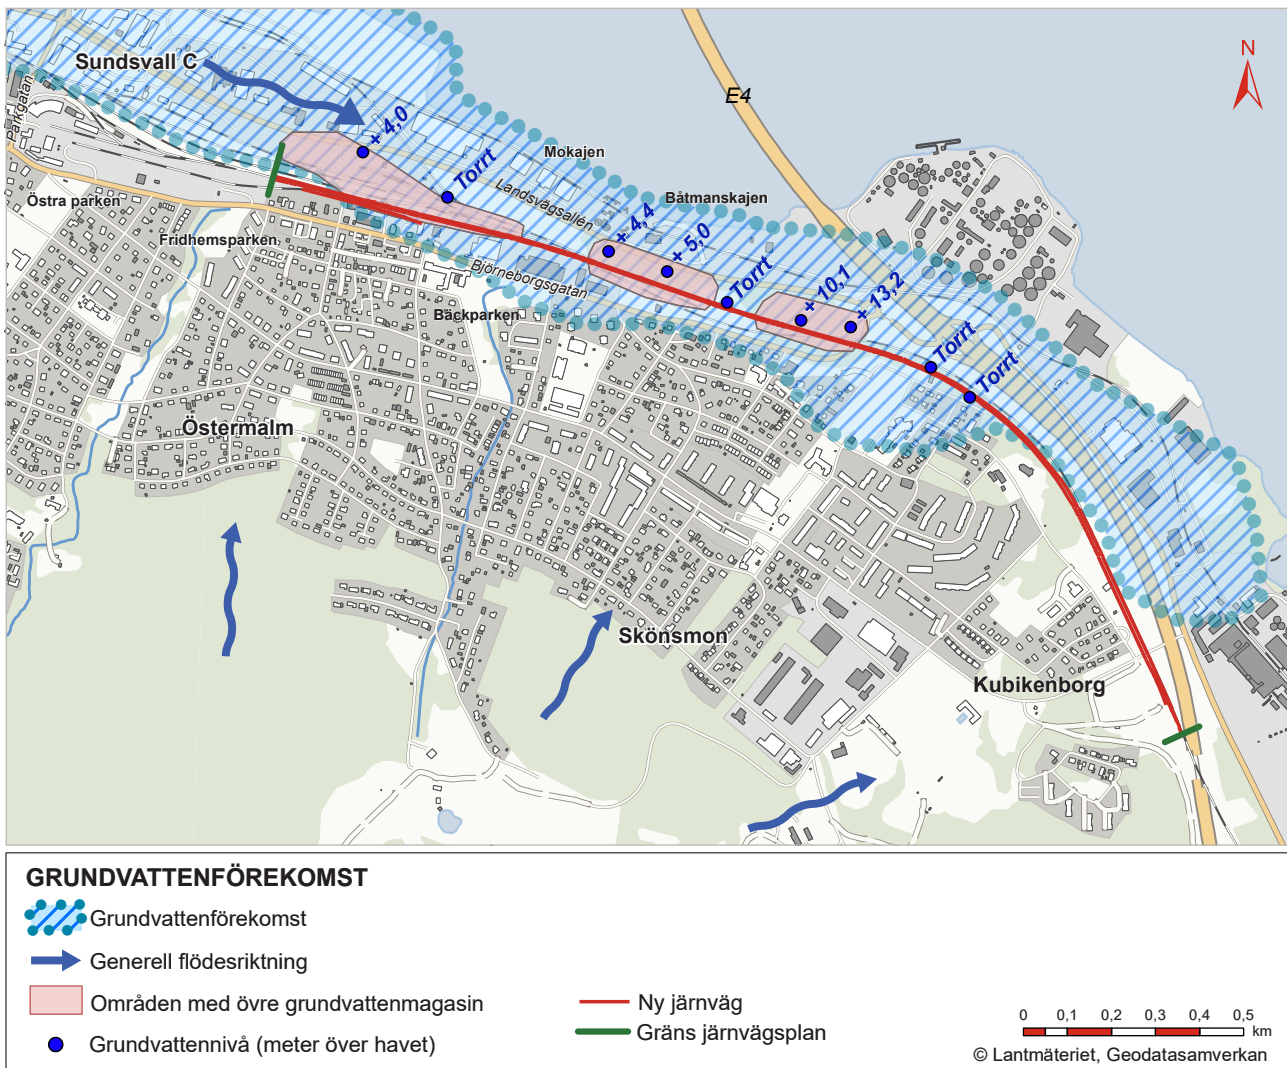 N
Sundsvall C
E4
+ 4,0
Parkgatan
Mokajen
Torrt
Landsvägsallén
Båtmanskajen
Östra parken
Fridhemsparken
+ 4,4
+ 5,0
Björneborgsgatan
Torrt
+ 10,1
+ 13,2
Bäckparken
Torrt
Torrt
Östermalm
Skönsmon
Kubikenborg
GRUNDVATTENFÖREKOMST
Grundvattenförekomst
Generell flödesriktning
Områden med övre grundvattenmagasin
Grundvattennivå (meter över havet)
Ny järnväg
Gräns järnvägsplan
0 0,1 0,2 0,3 0,4 0,5
km
© Lantmäteriet, Geodatasamverkan